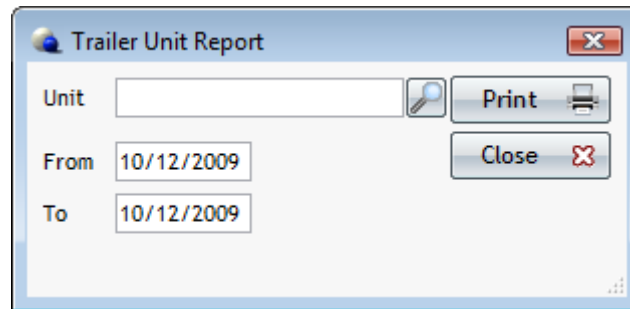 Trailer Unit Report
Unit
Print
Close
From 10/12/2009
To 10/12/2009